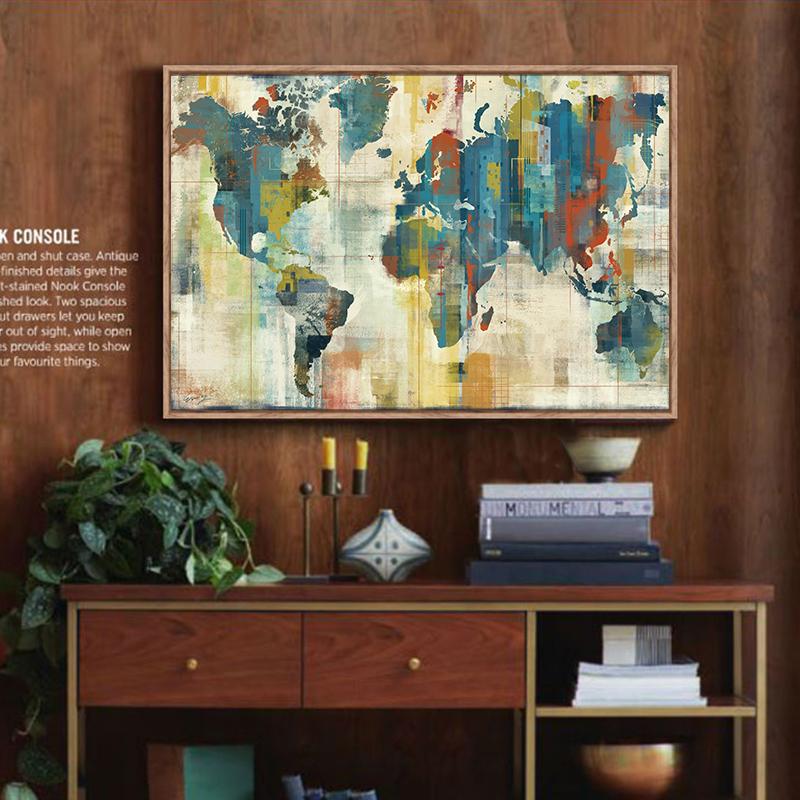 K CONSOLE
en and shut case. Antique
-finished details give the
t-stained Nook Console
shed look. Two spacious
ut drawers let you keep
r out of sight, while open
es provide space to show
ur favourite things.
MONUMENTAL